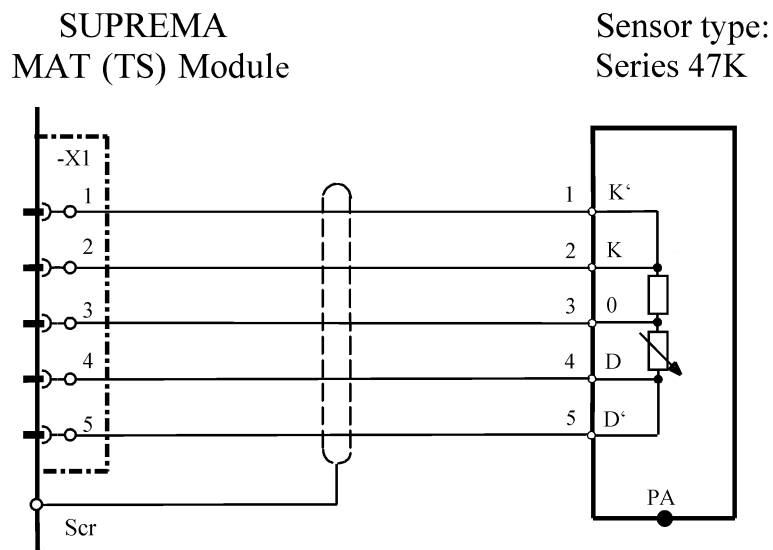 SUPREMA
MAT (TS) Module
Sensor type:
Series 47K
-X1
1
1 K‘
2
2 K
3
3 0
4
4 D
5
5 D‘
PA
Scr